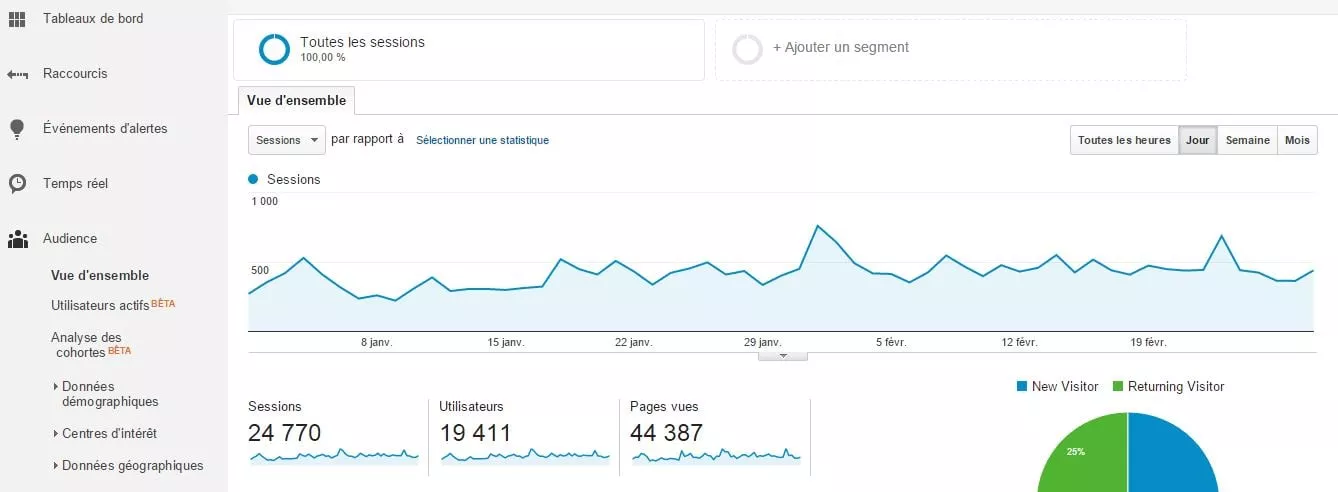 Tableaux de bord
Raccourcis
Événements d'alertes
Temps réel
Audience
Vue d'ensemble
Utilisateurs actifs BÊTA
Analyse des
cohortes BÊTA
Données
démographiques
Centres d'intérêt
Données géographiques
Toutes les sessions
100,00 %
+ Ajouter un segment
Vue d'ensemble
Sessions par rapport à Sélectionner une statistique
Toutes les heures Jour Semaine Mois
Sessions
1 000
500
8 janv. 15 janv. 22 janv. 29 janv. 5 févr. 12 févr. 19 févr.
Sessions
24 770
Utilisateurs
19 411
Pages vues
44 387
New Visitor Returning Visitor
25%